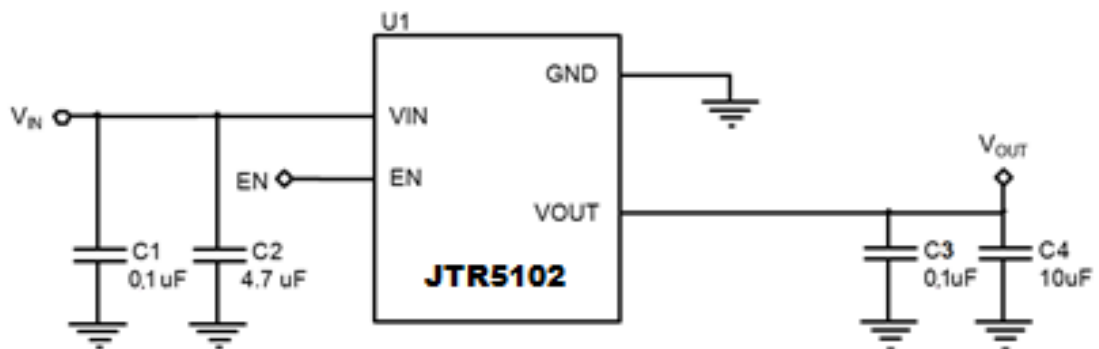 U1
GND
VIN
VIN
EN
EN
VOUT
VOUT
C1
0,1uF
C2
4.7 uF
JTR5102
C3
0,1uF
C4
10uF